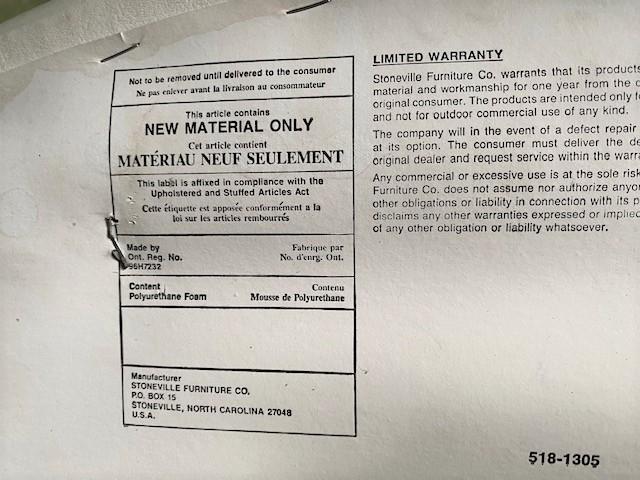 Not to be removed until delivered to the consumer
Ne pas enlever avant la livraison au consommateur
This article contains
NEW MATERIAL ONLY
Cet article contient
MATÉRIAU NEUF SEULEMENT
This label is affixed in compliance with the
Upholstered and Stuffed Articles Act
Cette étiquette est apposée conformément a la
loi sur les articles rembourrés
Made by Fabrique par
Ont. Reg. No. No. d'enrg. Ont.
96H7232
Content Contenu
Polyurethane Foam Mousse de Polyurethane
Manufacturer
STONEVILLE FURNITURE CO.
P.O. BOX 15
STONEVILLE, NORTH CAROLINA 27048
U.S.A.
LIMITED WARRANTY
Stoneville Furniture Co. warrants that its products
material and workmanship for one year from the
original consumer. The products are intended only
and not for outdoor commercial use of any kind.
The company will in the event of a defect repair
at its option. The consumer must deliver the
original dealer and request service within the
Any commercial or excessive use is at the sole
Furniture Co. does not assume nor authorize
other obligations or liability in connection with its
disclaims any other warranties expressed or
of any other obligation or liability whatsoever.
518-1305